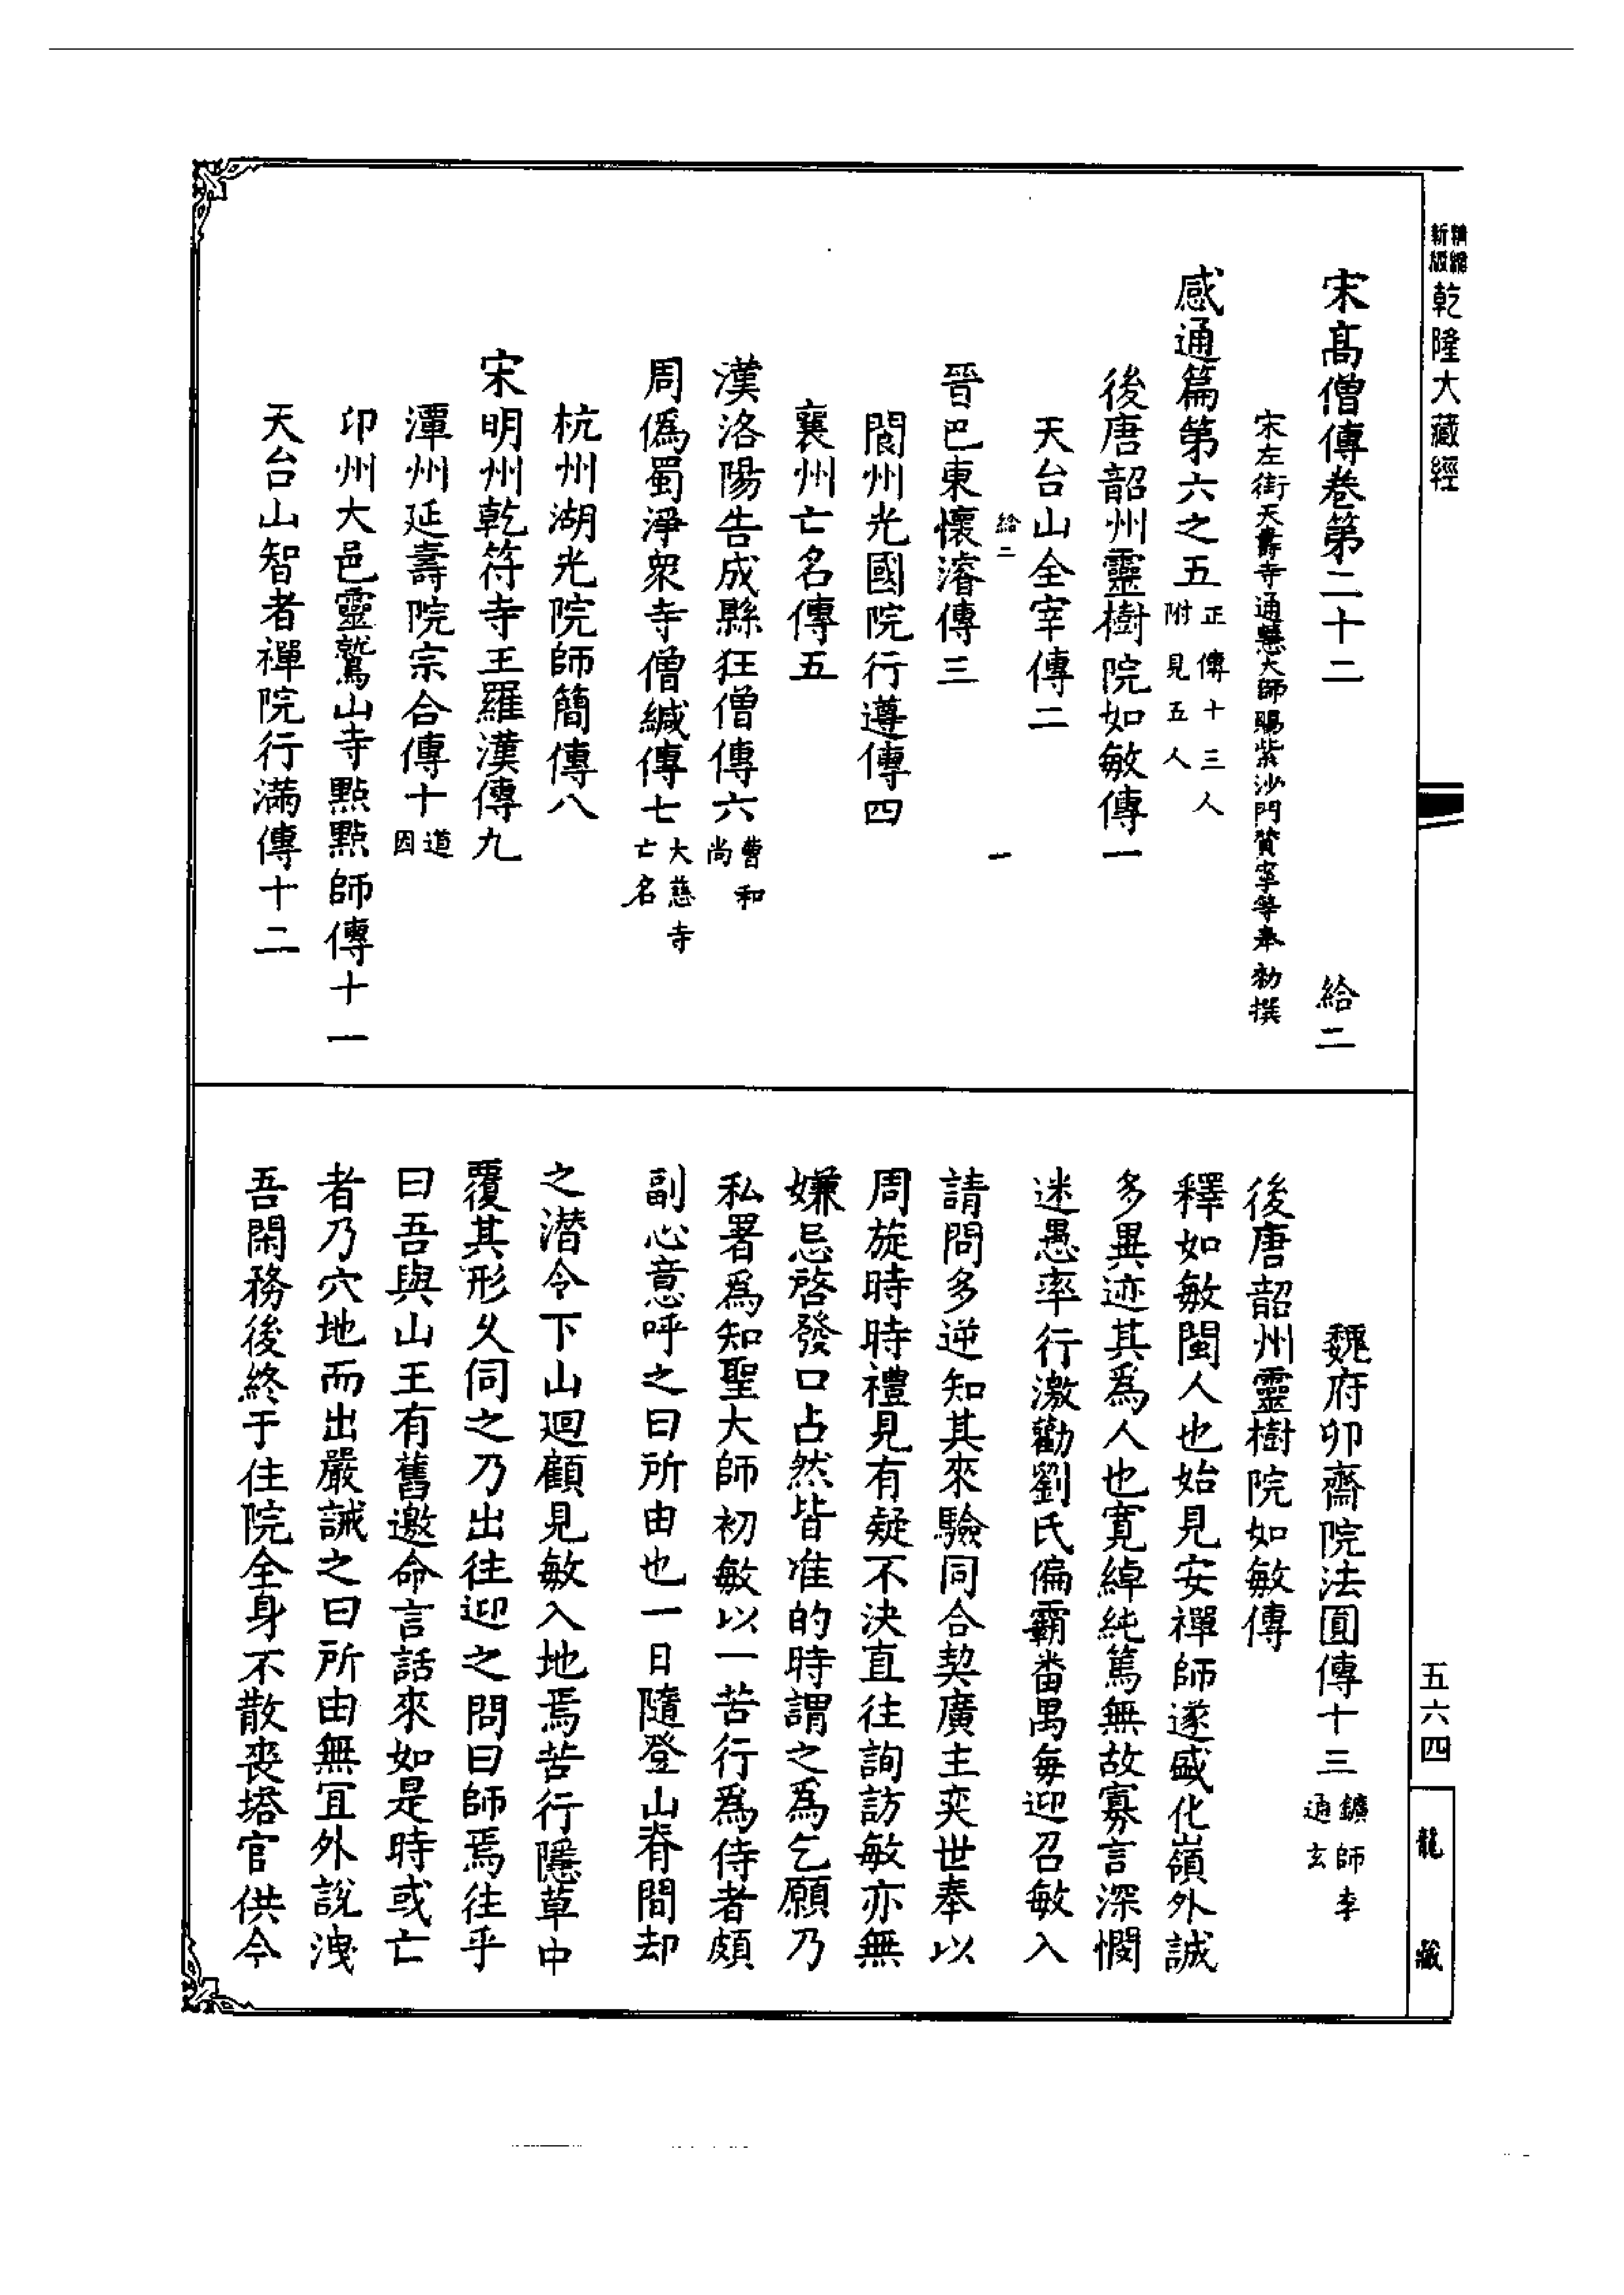 精縮新版乾隆大藏經
宋髙僧傳卷第二十二 給二
宋左街天壽寺通慧大師賜紫沙門贊寧等奉勑撰
感通篇第六之五 正傳十三人 附見五人
後唐韶州靈樹院如敏傳一
天台山全宰傳二
給二 一
晉巴東懷濬傳三
閬州光國院行遵傳四
襄州亡名傳五
漢洛陽告成縣狂僧傳六 曹和尚
周僞蜀淨衆寺僧緘傳七 大慈寺亡名
杭州湖光院師簡傳八
宋明州乾符寺王羅漢傳九
潭州延壽院宗合傳十 道因
卬州大邑靈鷲山寺點點師傳十一
天台山智者禪院行滿傳十二
魏府卯齋院法圓傳十三 鑛師李通玄
後唐韶州靈樹院如敏傳
釋如敏閩人也始見安禪師遂盛化嶺外誠
多異迹其爲人也寬綽純篤無故寡言深憫
迷愚率行激勸劉氏偏霸畨禺每迎召敏入
請問多逆知其來驗同合契廣主奕世奉以
周旋時時禮見有疑不決直往詢訪敏亦無
嫌忌啓發口占然皆准的時謂之爲乞願乃
私署爲知聖大師初敏以一苦行爲侍者頗
副心意呼之曰所由也一日隨登山脊間却
之潛令下山迴顧見敏入地焉苦行隱草中
覆其形乆伺之乃出往迎之問曰師焉往乎
曰吾與山王有舊邀命言話來如是時或亡
者乃穴地而出嚴誡之曰所由無宜外說洩
吾閑務後終于住院全身不散喪塔官供今
五六四
龍藏